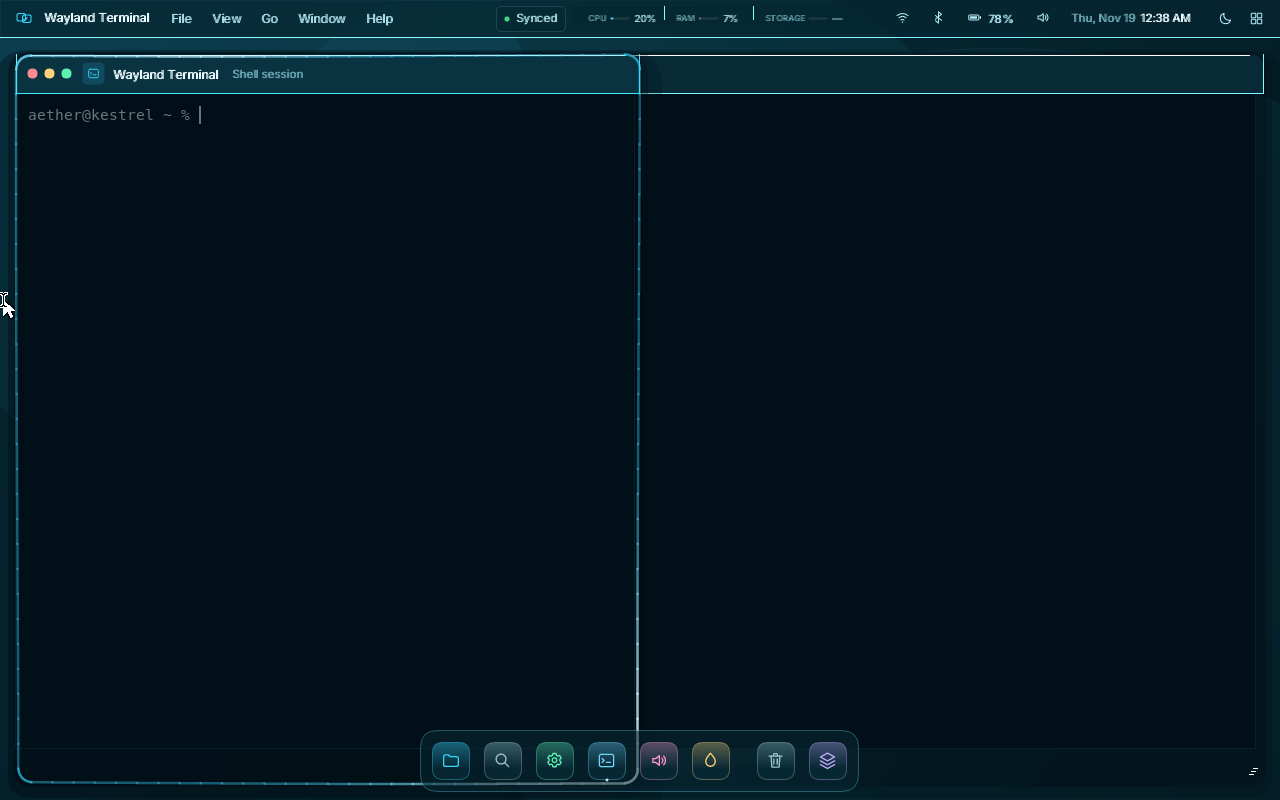 Wayland Terminal File View Go Window Help Synced CPU 20% RAM 7% STORAGE — 78% Thu, Nov 19 12:38 AM
Wayland Terminal Shell session
aether@kestrel ~ %